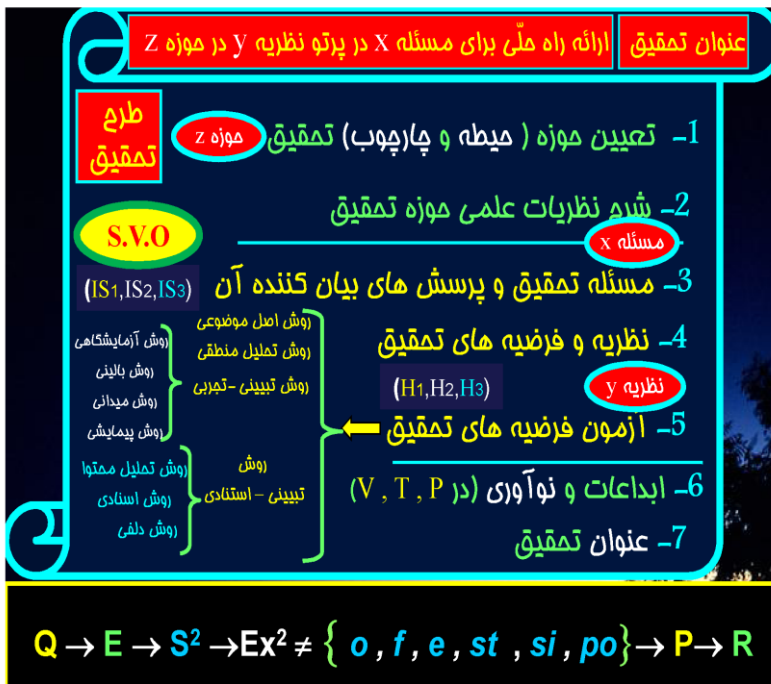 عنوان تحقیق ارائه راه حلّی برای مسئله x در پرتو نظریه y در حوزه z
طرح
تحقیق
1- تعیین حوزه ( حیطه و چارچوب) تحقیق حوزه z
2- شرح نظریات علمی حوزه تحقیق
S.V.O
مسئله x
3- مسئله تحقیق و پرسش های بیان کننده آن (IS1,IS2,IS3)
4- نظریه و فرضیه های تحقیق
نظریه y (H1,H2,H3)
5- آزمون فرضیه های تحقیق
روش اصل موضوعی
روش تحلیل منطقی
روش تبیینی -تجربی
روش آزمایشگاهی
روش بالینی
روش میدانی
روش پیمایشی
روش
تبیینی – استنادی
روش تحلیل محتوا
روش اسنادی
روش دلفی
6- ابداعات و نوآوری (در V , T , P)
7- عنوان تحقیق
Q → E → S² →Ex² ≠ { o , f , e , st , si , po}→ P→ R